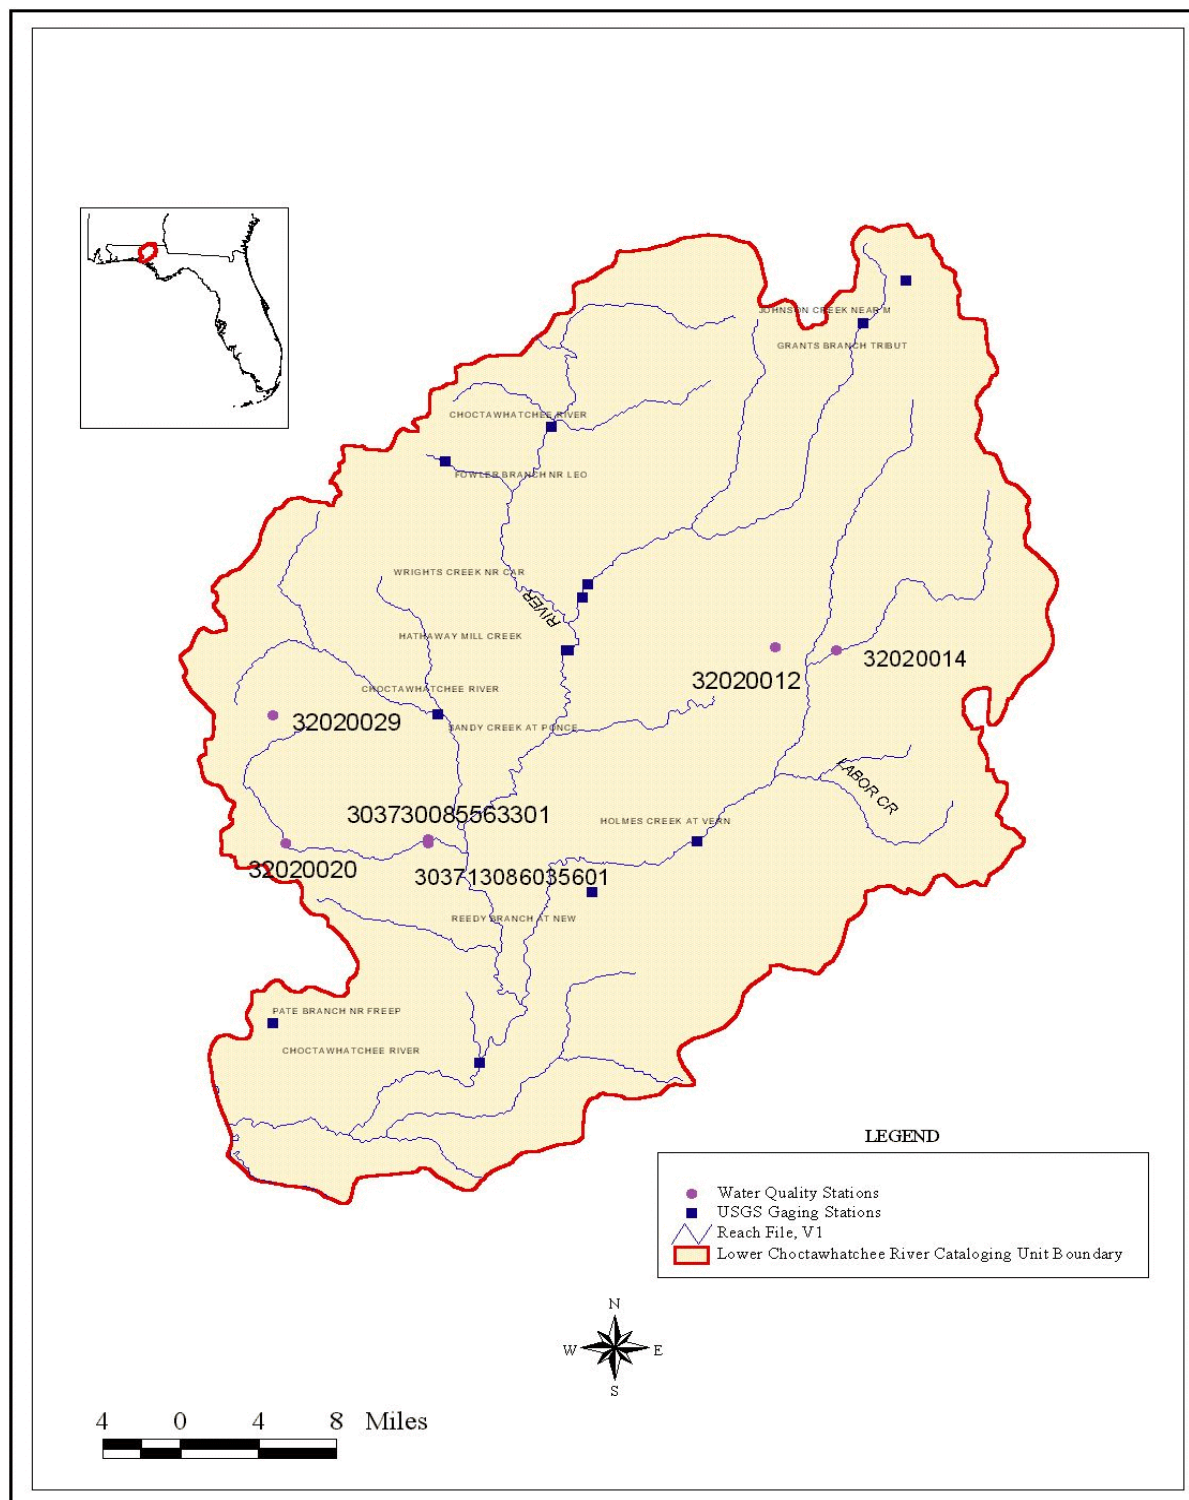 JOHNSON CREEK NEAR M
GRANTS BRANCH TRIBUT
CHOCTAWHATCHEE RIVER
FOWLER BRANCH NR LEO
WRIGHTS CREEK NR CAR
RIVER
HATHAWAY MILL CREEK
32020014
32020012
CHOCTAWHATCHEE RIVER
32020029
SANDY CREEK AT PONCE
LABOR CR
303730085563301
HOLMES CREEK AT VERN
32020020
303713086035601
REEDY BRANCH AT NEW
PATE BRANCH NR FREEP
CHOCTAWHATCHEE RIVER
LEGEND
Water Quality Stations
USGS Gaging Stations
Reach File, V1
Lower Choctawhatchee River Cataloging Unit Boundary
N
W E
S
4 0 4 8 Miles